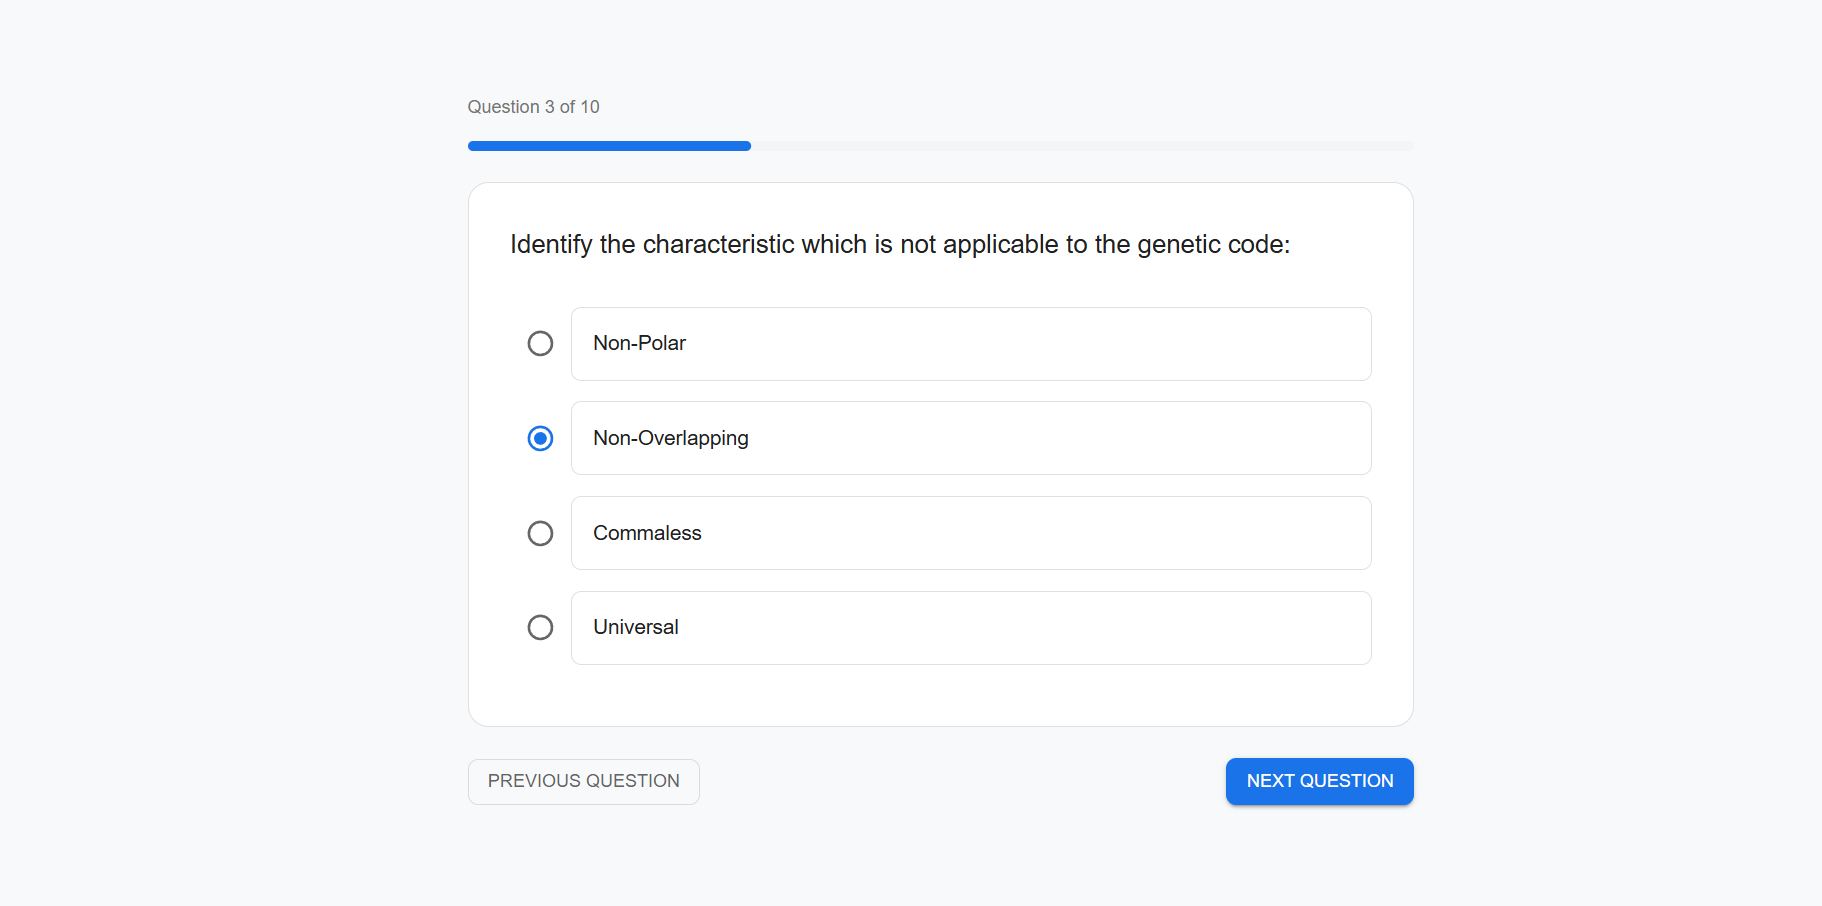 Question 3 of 10
Identify the characteristic which is not applicable to the genetic code:
Non-Polar
Non-Overlapping
Commaless
Universal
PREVIOUS QUESTION
NEXT QUESTION